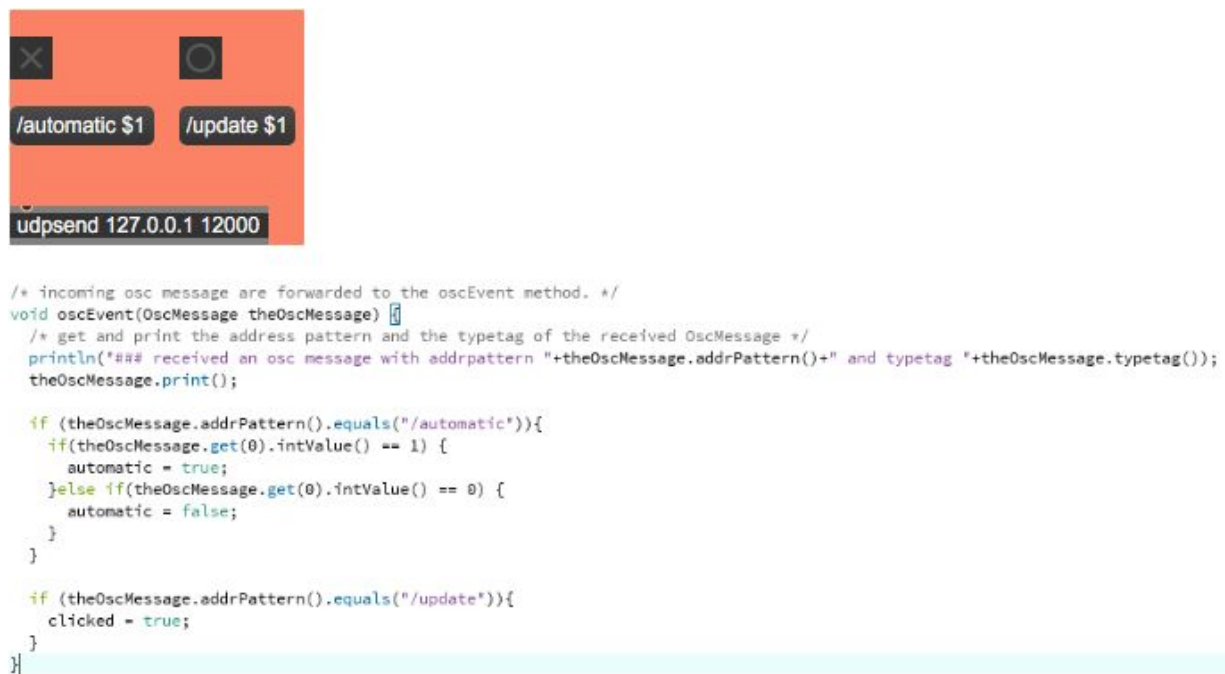 /automatic $1 /update $1
udpsend 127.0.0.1 12000
/* incoming osc message are forwarded to the oscEvent method. */
void oscEvent(OscMessage theOscMessage) {
/* get and print the address pattern and the typetag of the received OscMessage */
println("### received an osc message with addrpattern "+theOscMessage.addrPattern()+" and typetag "+theOscMessage.typetag());
theOscMessage.print();
if (theOscMessage.addrPattern().equals("/automatic")){
if(theOscMessage.get(0).intValue() == 1) {
automatic = true;
}else if(theOscMessage.get(0).intValue() == 0) {
automatic = false;
}
}
if (theOscMessage.addrPattern().equals("/update")){
clicked = true;
}
}